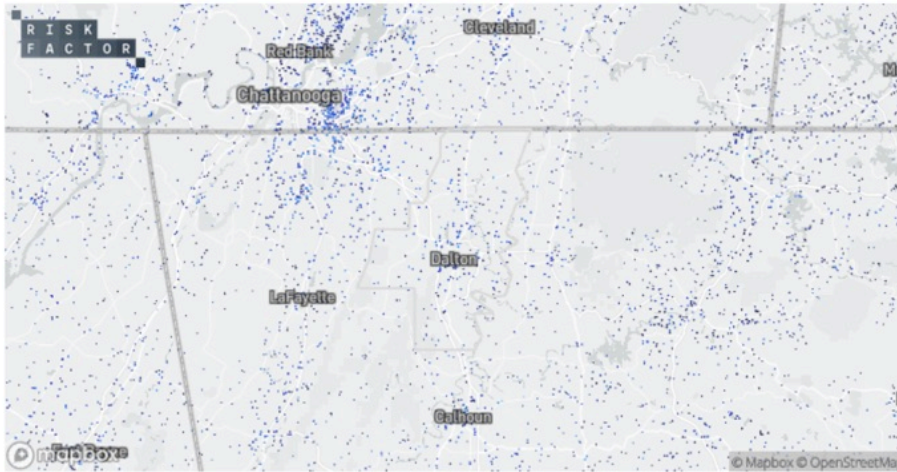 RISK
FACTOR
Cleveland
Red Bank
Chattanooga
M
Dalton
LaFayette
Calhoun
mapbox
© Mapbox © OpenStreetMa